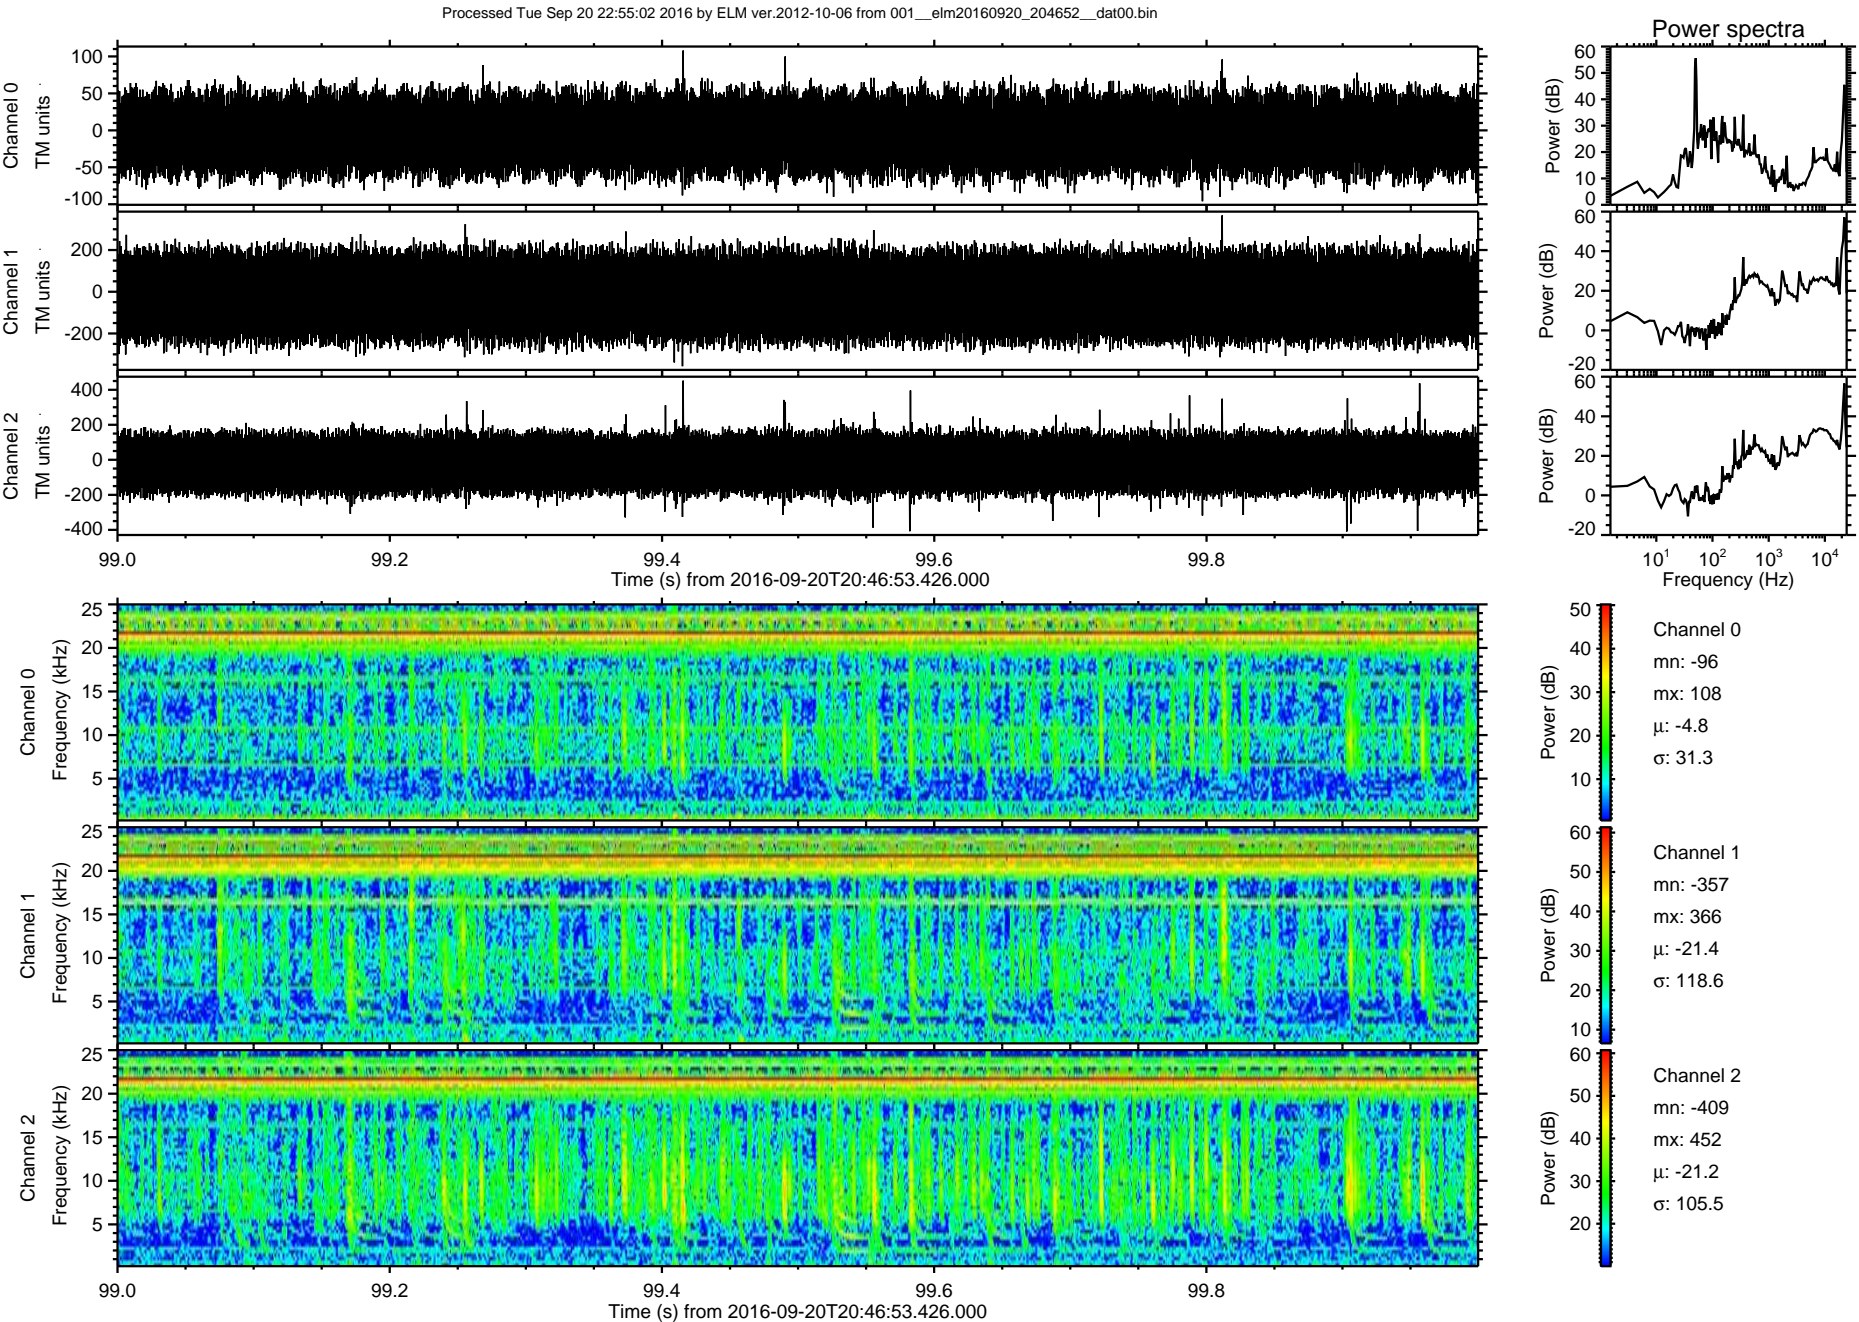 Processed Tue Sep 20 22:55:02 2016 by ELM ver.2012-10-06 from 001__elm20160920_204652__dat00.bin
Power spectra
Channel 0
TM units
100
50
0
-50
-100
Power (dB)
60
50
40
30
20
10
0
Channel 1
TM units
200
0
-200
Power (dB)
60
40
20
0
-20
Channel 2
TM units
400
200
0
-200
-400
Power (dB)
60
40
20
0
-20
99.0 99.2 99.4 99.6 99.8
Time (s) from 2016-09-20T20:46:53.426.000
10^1 10^2 10^3 10^4
Frequency (Hz)
Channel 0
Frequency (kHz)
25
20
15
10
5
Power (dB)
50
40
30
20
10
Channel 0
mn: -96
mx: 108
μ: -4.8
σ: 31.3
Channel 1
Frequency (kHz)
25
20
15
10
5
Power (dB)
60
50
40
30
20
10
Channel 1
mn: -357
mx: 366
μ: -21.4
σ: 118.6
Channel 2
Frequency (kHz)
25
20
15
10
5
Power (dB)
60
50
40
30
20
Channel 2
mn: -409
mx: 452
μ: -21.2
σ: 105.5
99.0 99.2 99.4 99.6 99.8
Time (s) from 2016-09-20T20:46:53.426.000